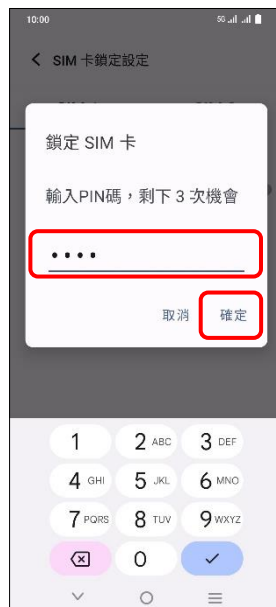 10:00
5G
SIM 卡鎖定設定
鎖定 SIM 卡
輸入PIN碼，剩下 3 次機會
••••
取消 確定
1 2 ABC 3 DEF
4 GHI 5 JKL 6 MNO
7 PQRS 8 TUV 9 WXYZ
0